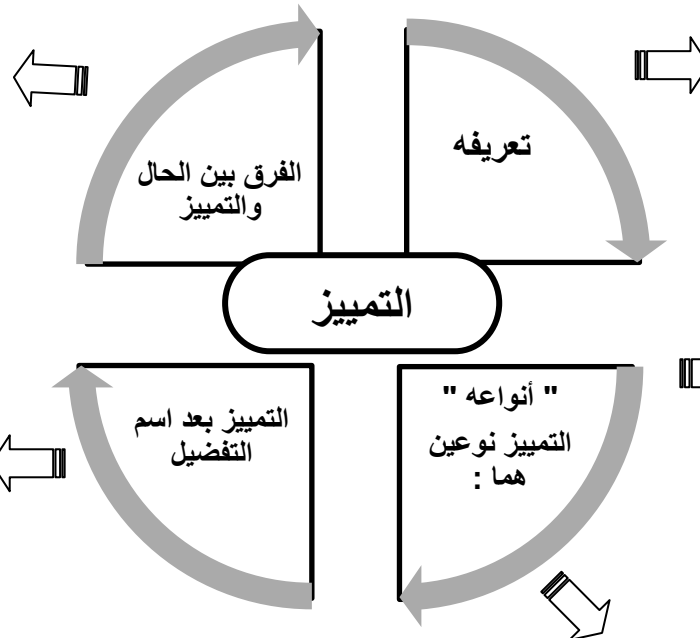 التمييز
تعريفه
" أنواعه "
التمييز نوعين
هما :
التمييز بعد اسم
التفضيل
الفرق بين الحال
والتمييز